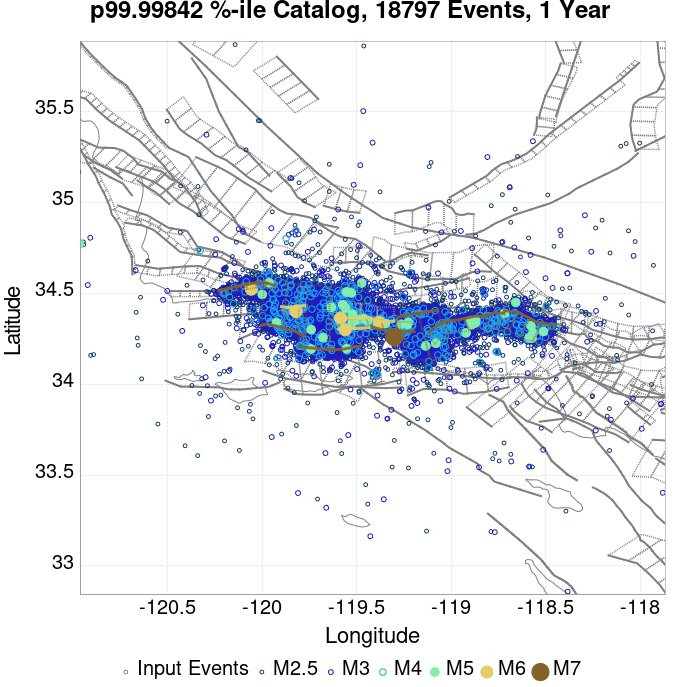 p99.99842 %-ile Catalog, 18797 Events, 1 Year
35.5
35
34.5
34
33.5
33
Latitude
-120.5 -120 -119.5 -119 -118.5 -118
Longitude
Input Events M2.5 M3 M4 M5 M6 M7